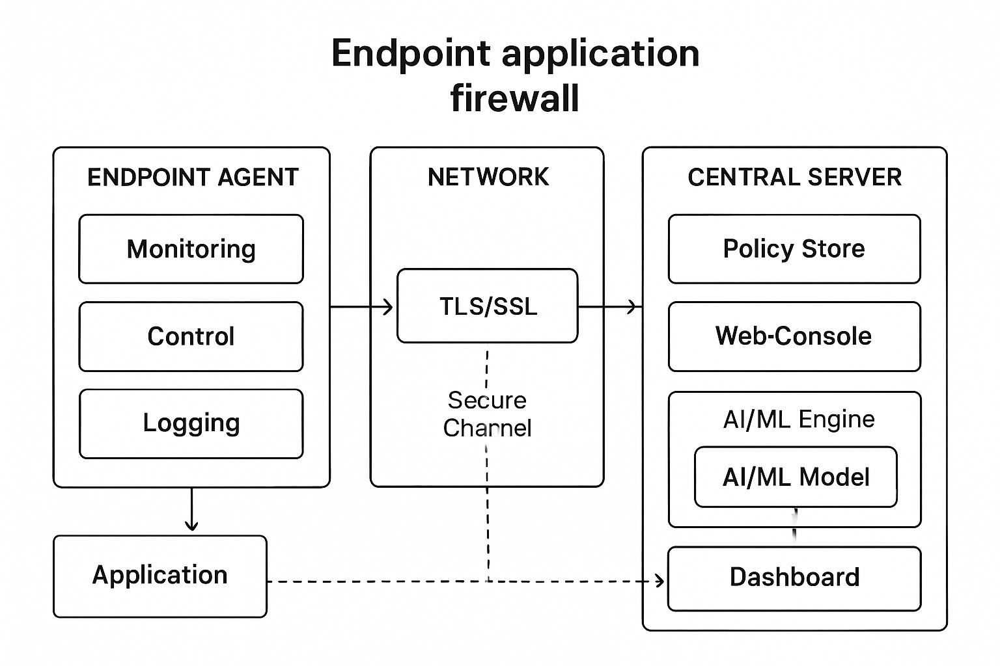 Endpoint application
firewall
ENDPOINT AGENT
Monitoring
Control
Logging
Application
NETWORK
TLS/SSL
Secure
Channel
CENTRAL SERVER
Policy Store
Web-Console
AI/ML Engine
AI/ML Model
Dashboard